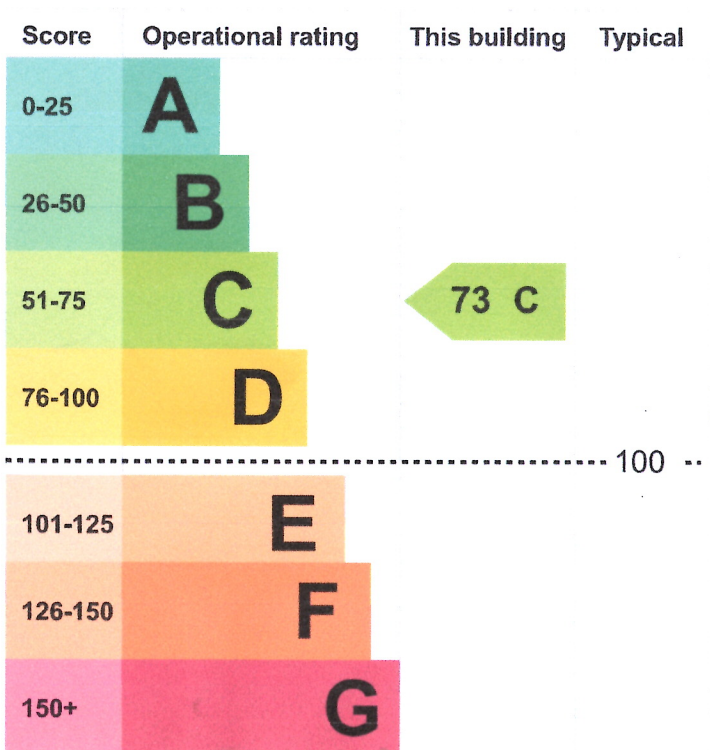 Score Operational rating This building Typical
0-25 A
26-50 B
51-75 C 73 C
76-100 D
100
101-125 E
126-150 F
150+ G